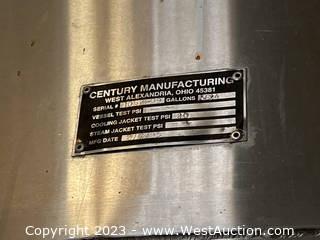 CENTURY MANUFACTURING
WEST ALEXANDRIA, OHIO 45381
SERIAL # GALLONS
VESSEL TEST PSI
COOLING JACKET TEST PSI
STEAM JACKET TEST PSI
MFG DATE
Copyright 2023 - WestAuction.com